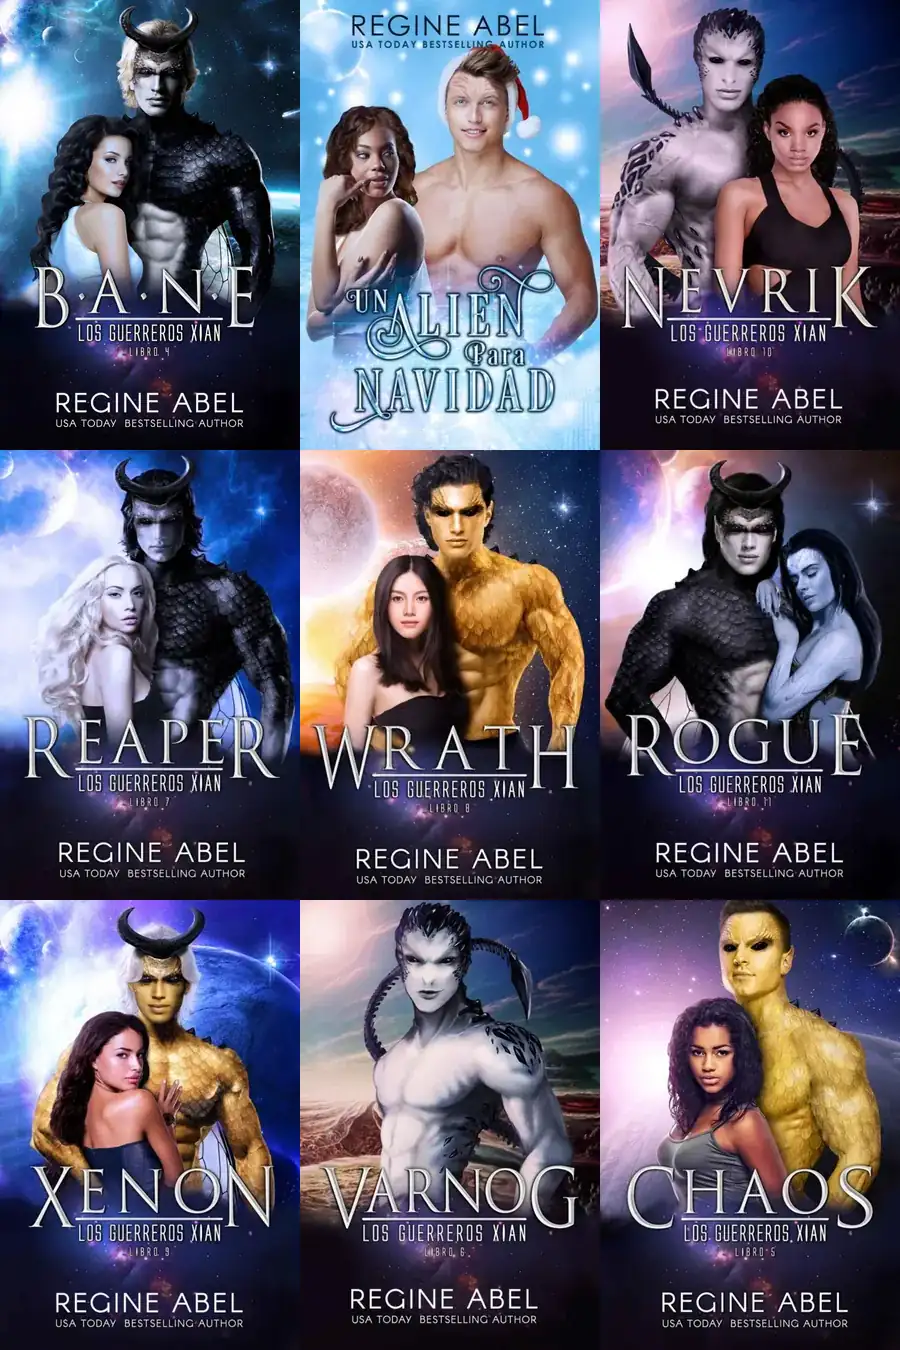 B·A·N·E
LOS GUERREROS XIAN
LIBRO 4
REGINE ABEL
USA TODAY BESTSELLING AUTHOR
REGINE ABEL
USA TODAY BESTSELLING AUTHOR
UN
ALIEN
Para
NAVIDAD
NEVRIK
LOS GUERREROS XIAN
LIBRO 10
REGINE ABEL
USA TODAY BESTSELLING AUTHOR
REAPER
LOS GUERREROS XIAN
LIBRO 7
REGINE ABEL
USA TODAY BESTSELLING AUTHOR
WRATH
LOS GUERREROS XIAN
LIBRO 8
REGINE ABEL
USA TODAY BESTSELLING AUTHOR
ROGUE
LOS GUERREROS XIAN
LIBRO 11
REGINE ABEL
USA TODAY BESTSELLING AUTHOR
XENON
LOS GUERREROS XIAN
LIBRO 9
REGINE ABEL
USA TODAY BESTSELLING AUTHOR
VARNOG
LOS GUERREROS XIAN
LIBRO 6
REGINE ABEL
USA TODAY BESTSELLING AUTHOR
CHAOS
LOS GUERREROS XIAN
LIBRO 5
REGINE ABEL
USA TODAY BESTSELLING AUTHOR